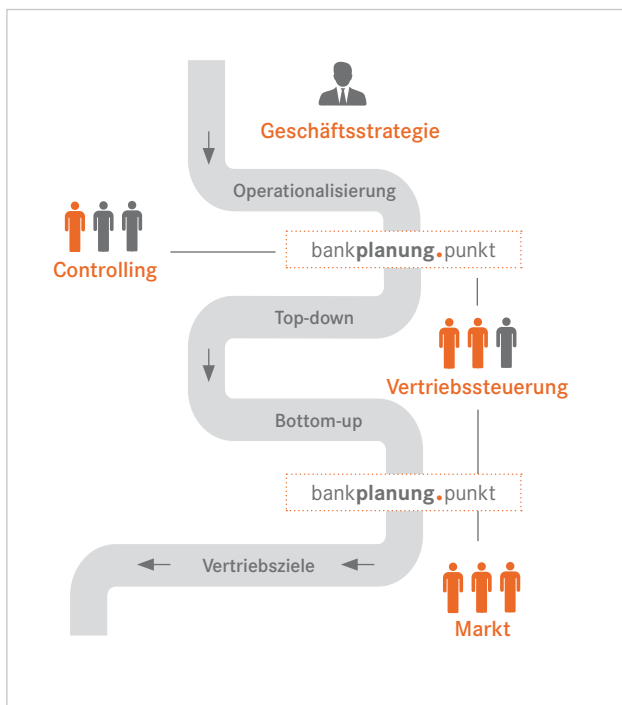 Geschäftsstrategie
Operationalisierung
bankplanung.punkt
Controlling
Top-down
Vertriebssteuerung
Bottom-up
bankplanung.punkt
Vertriebsziele
Markt